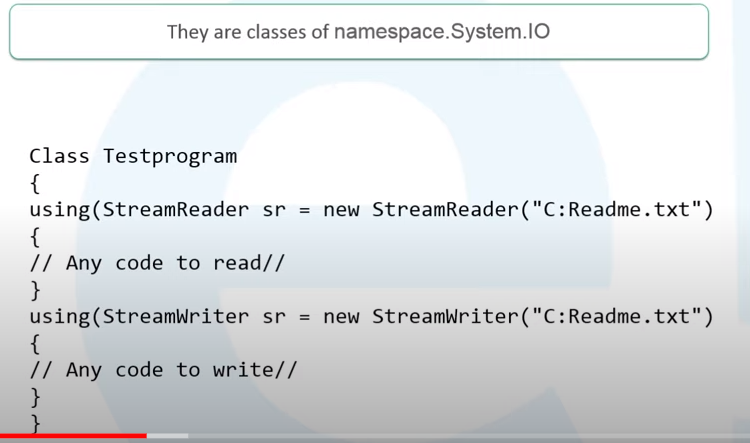 They are classes of namespace.System.IO
Class Testprogram
{
using(StreamReader sr = new StreamReader("C:Readme.txt")
{
// Any code to read//
}
using(StreamWriter sr = new StreamWriter("C:Readme.txt")
{
// Any code to write//
}
}